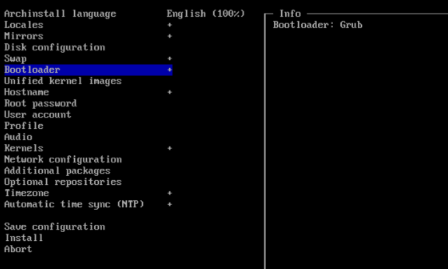 Archinstall language English (100%)
Locales +
Mirrors +
Disk configuration
Swap +
Bootloader +
Unified kernel images
Hostname +
Root password
User account
Profile
Audio
Kernels +
Network configuration
Additional packages
Optional repositories
Timezone +
Automatic time sync (NTP) +
Save configuration
Install
Abort
Info
Bootloader: Grub